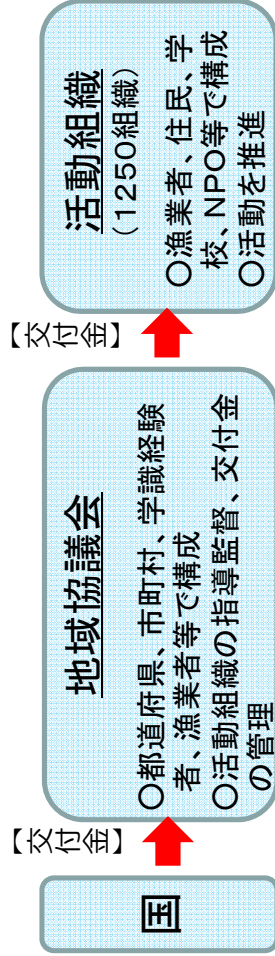 国
【交付金】
地域協議会
○都道府県、市町村、学識経験
者、漁業者等で構成
○活動組織の指導監督、交付金
の管理
【交付金】
活動組織
（1250組織）
○漁業者、住民、学
校、NPO等で構成
○活動を推進